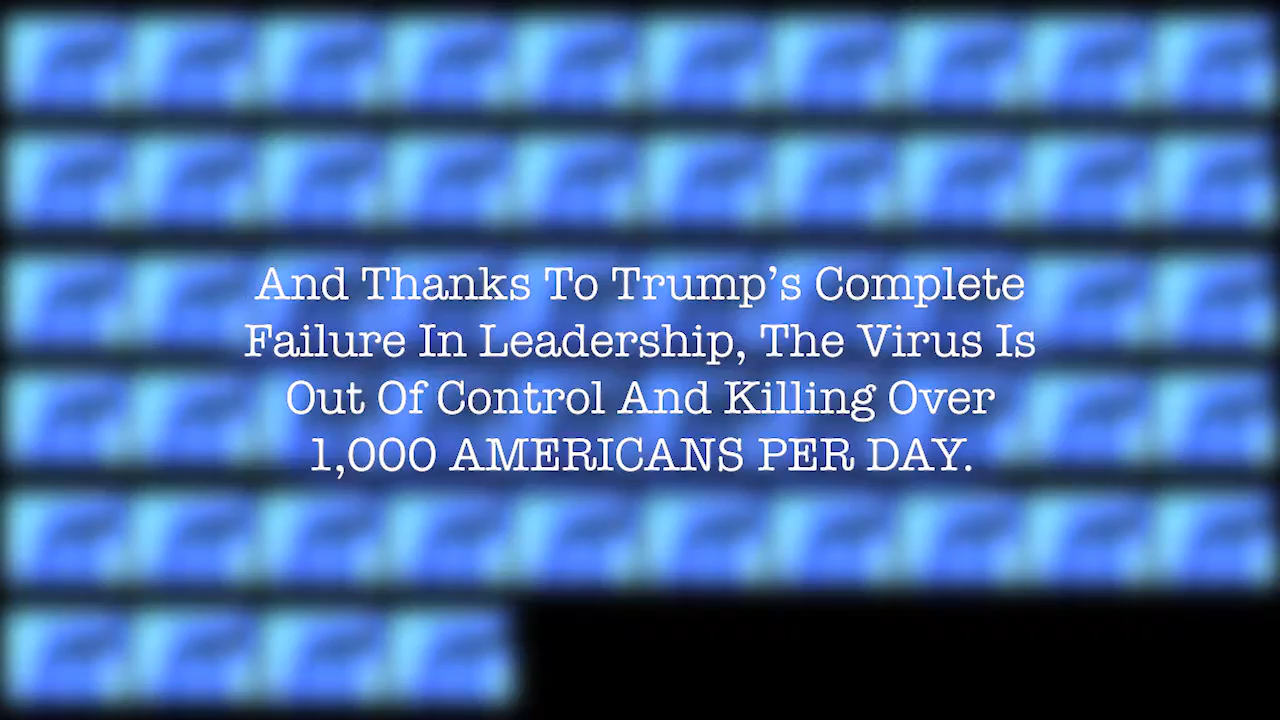 And Thanks To Trump’s Complete
Failure In Leadership, The Virus Is
Out Of Control And Killing Over
1,000 AMERICANS PER DAY.